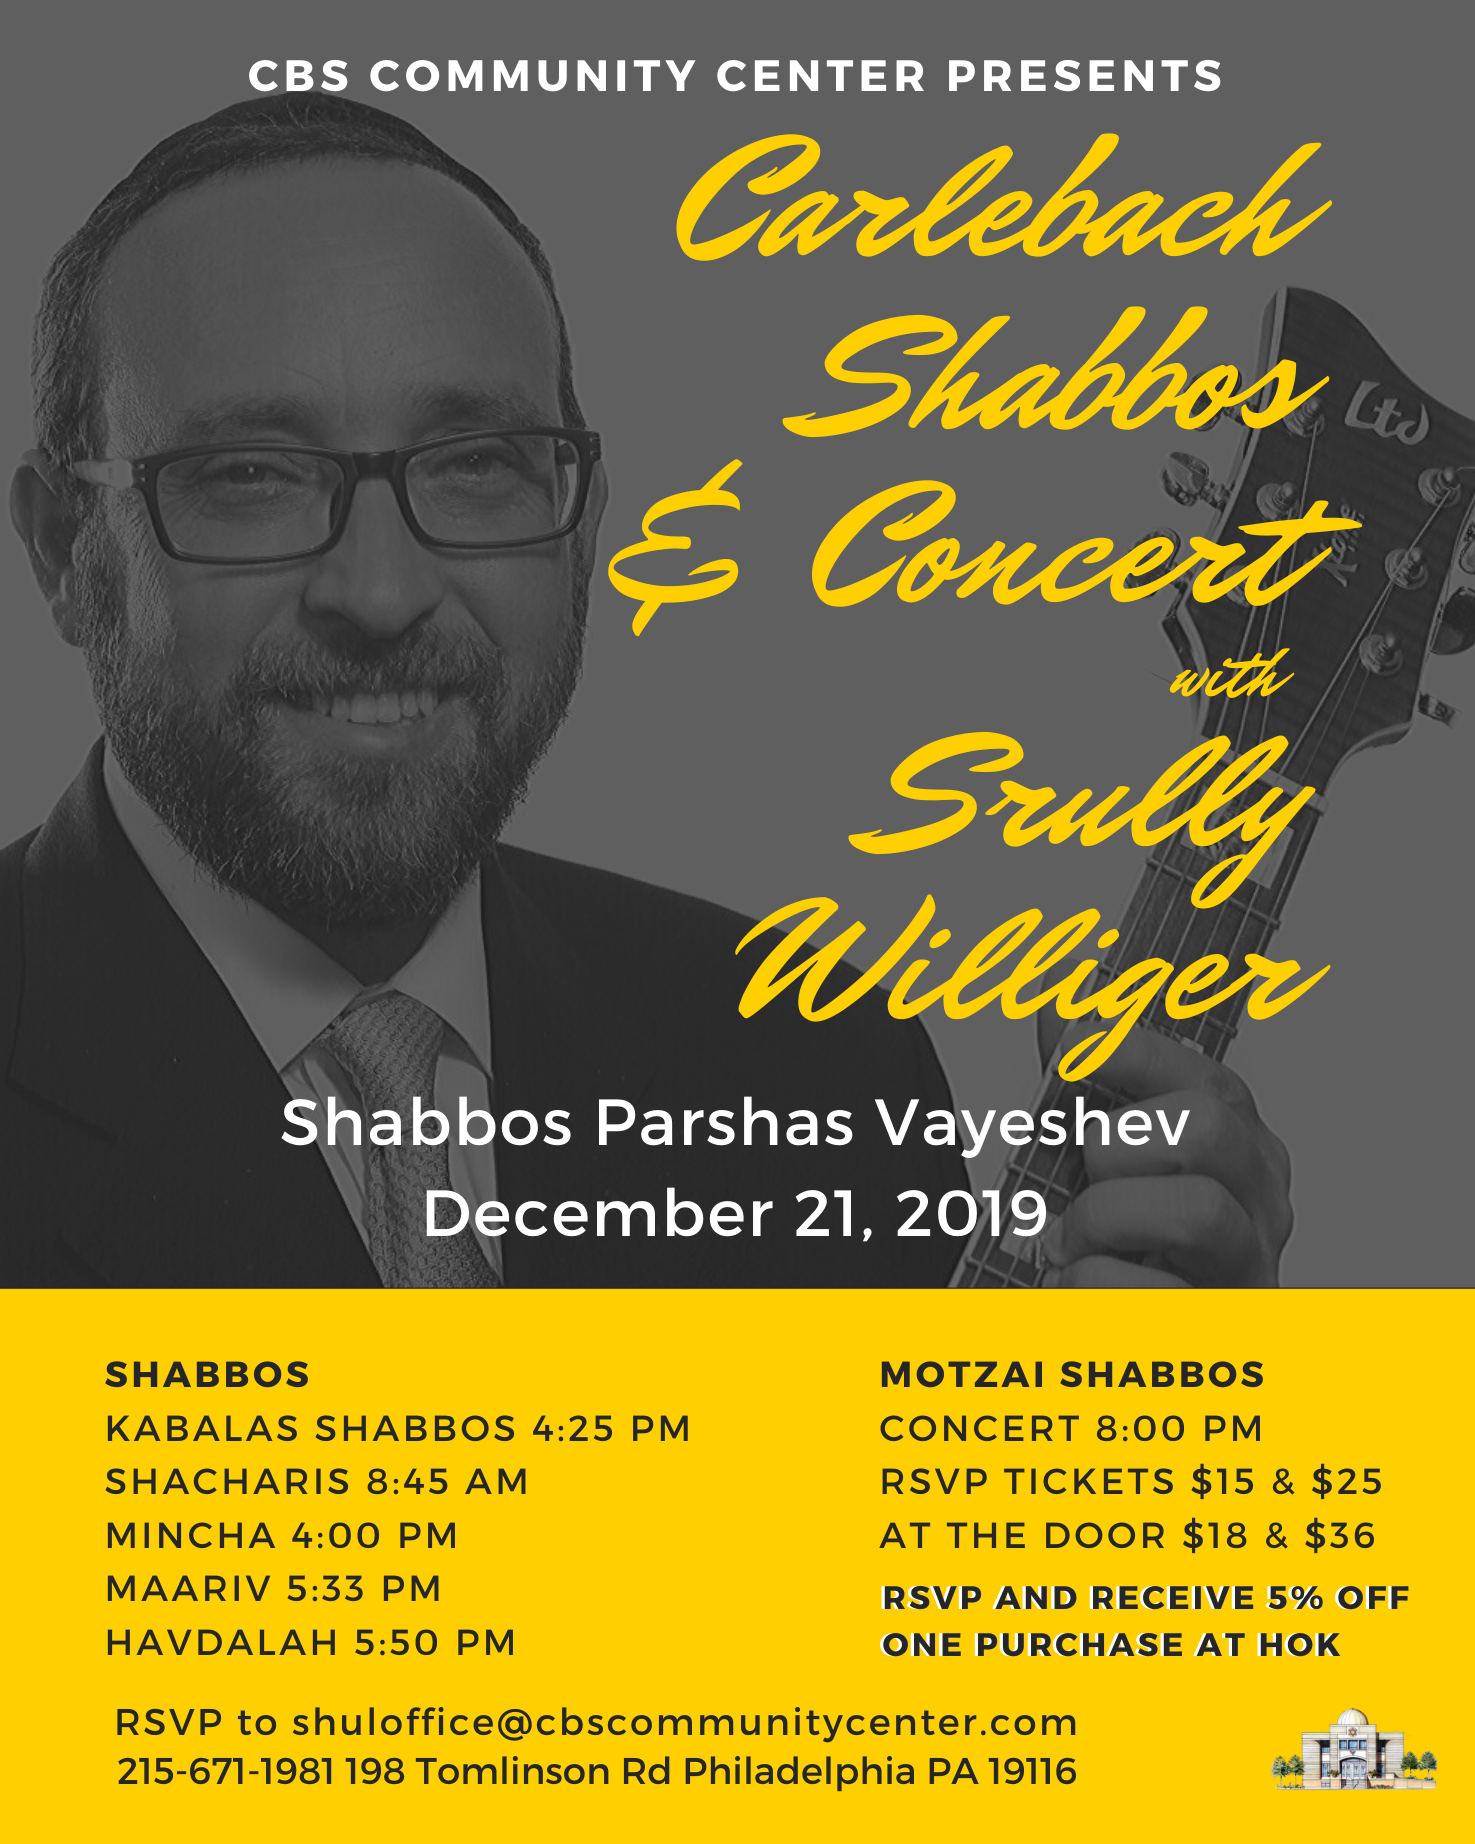 CBS COMMUNITY CENTER PRESENTS
Carlebach
Shabbos
& Concert
with
Srully
Williger
Ltd
Shabbos Parshas Vayeshev
December 21, 2019
SHABBOS
KABALAS SHABBOS 4:25 PM
SHACHARIS 8:45 AM
MINCHA 4:00 PM
MAARIV 5:33 PM
HAVDALAH 5:50 PM
MOTZAI SHABBOS
CONCERT 8:00 PM
RSVP TICKETS $15 & $25
AT THE DOOR $18 & $36
RSVP AND RECEIVE 5% OFF
ONE PURCHASE AT HOK
RSVP to shuloffice@cbscommunitycenter.com
215-671-1981 198 Tomlinson Rd Philadelphia PA 19116